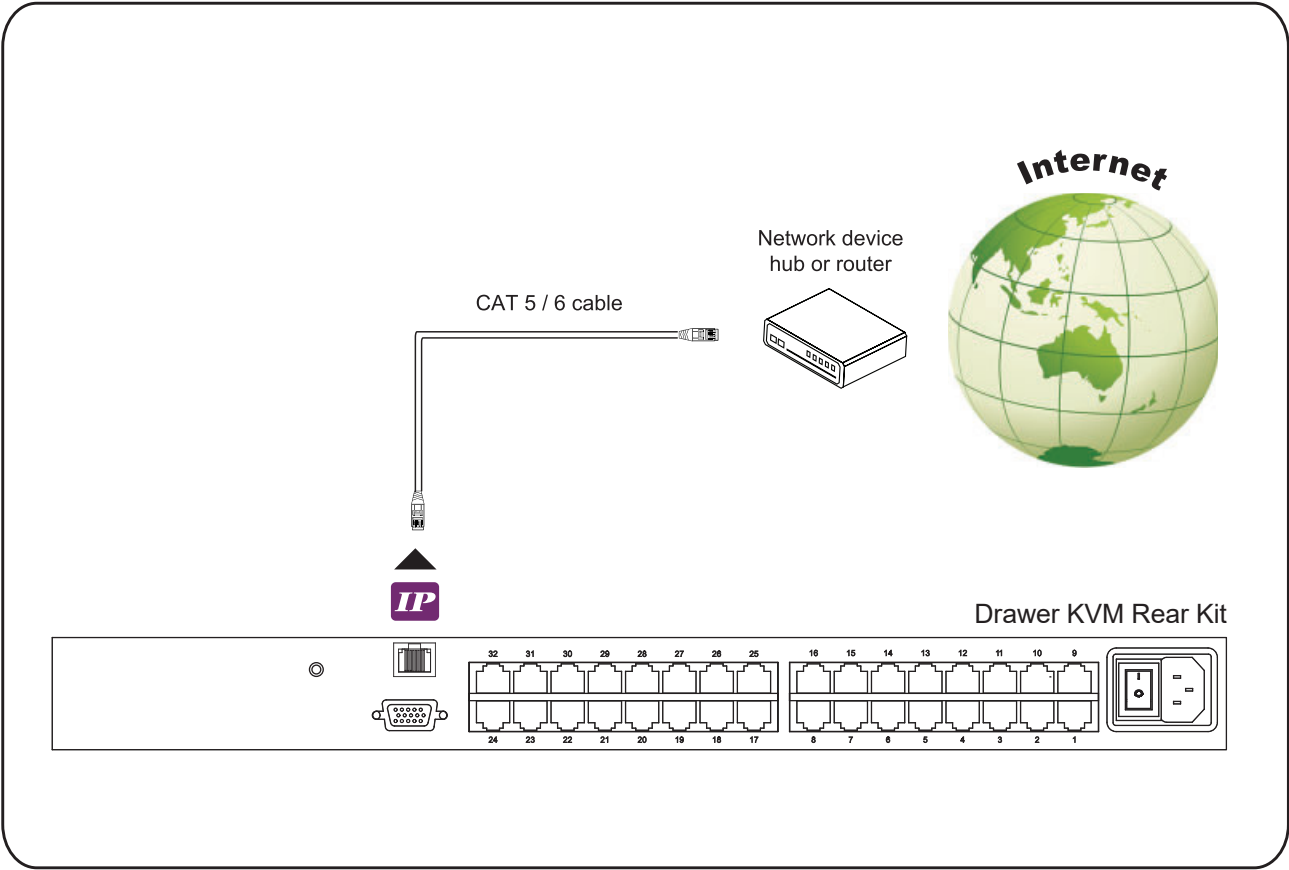 Internet
Network device
hub or router
CAT 5 / 6 cable
IP
Drawer KVM Rear Kit
32 31 30 29 28 27 26 25 16 15 14 13 12 11 10 9
24 23 22 21 20 19 18 17 8 7 6 5 4 3 2 1